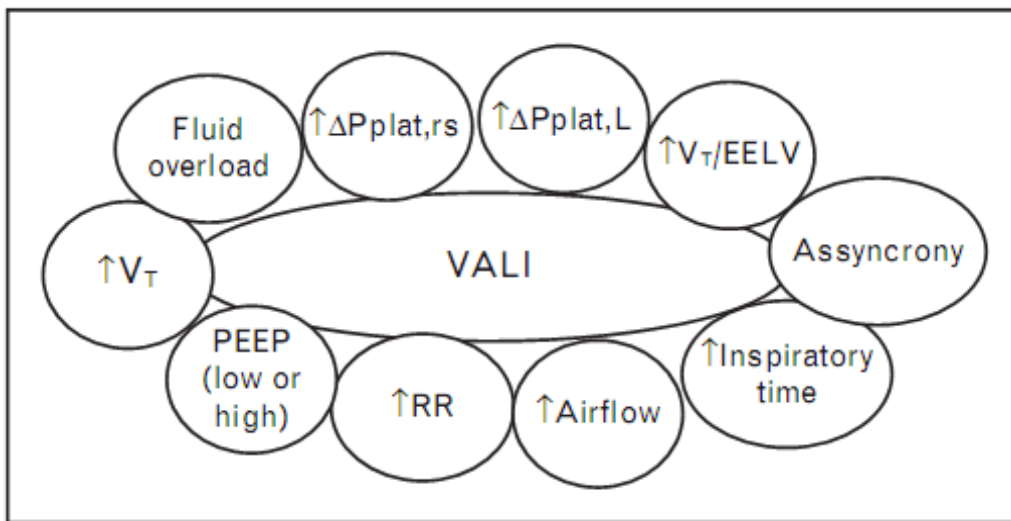 Fluid
overload
↑ΔPplat,rs
↑ΔPplat,L
↑VT/EELV
↑VT
VALI
Assyncrony
PEEP
(low or
high)
↑RR
↑Airflow
↑Inspiratory
time